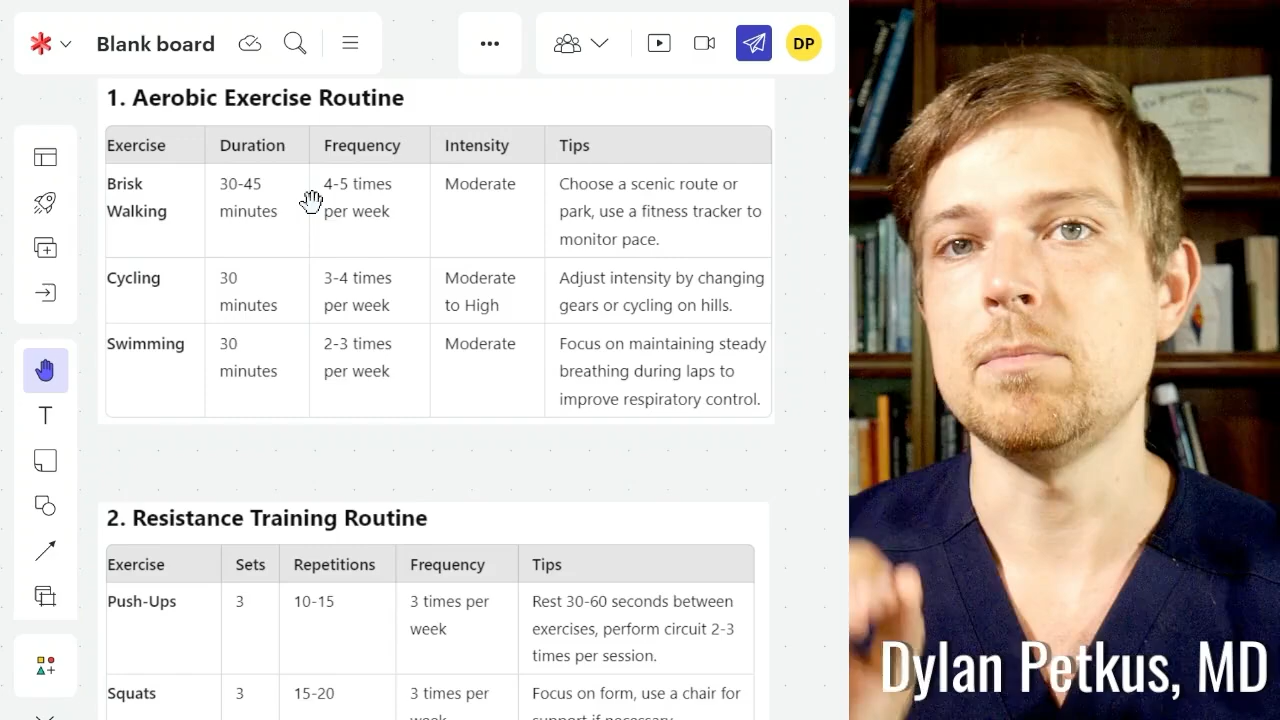 Blank board
DP
1. Aerobic Exercise Routine
Exercise Duration Frequency Intensity Tips
Brisk 30-45 4-5 times Moderate Choose a scenic route or
Walking minutes per week park, use a fitness tracker to
monitor pace.
Cycling 30 3-4 times Moderate Adjust intensity by changing
minutes per week to High gears or cycling on hills.
Swimming 30 2-3 times Moderate Focus on maintaining steady
minutes per week breathing during laps to
improve respiratory control.
2. Resistance Training Routine
Exercise Sets Repetitions Frequency Tips
Push-Ups 3 10-15 3 times per Rest 30-60 seconds between
week exercises, perform circuit 2-3
times per session.
Squats 3 15-20 3 times per Focus on form, use a chair for
week support if necessary.
T
Dylan Petkus, MD